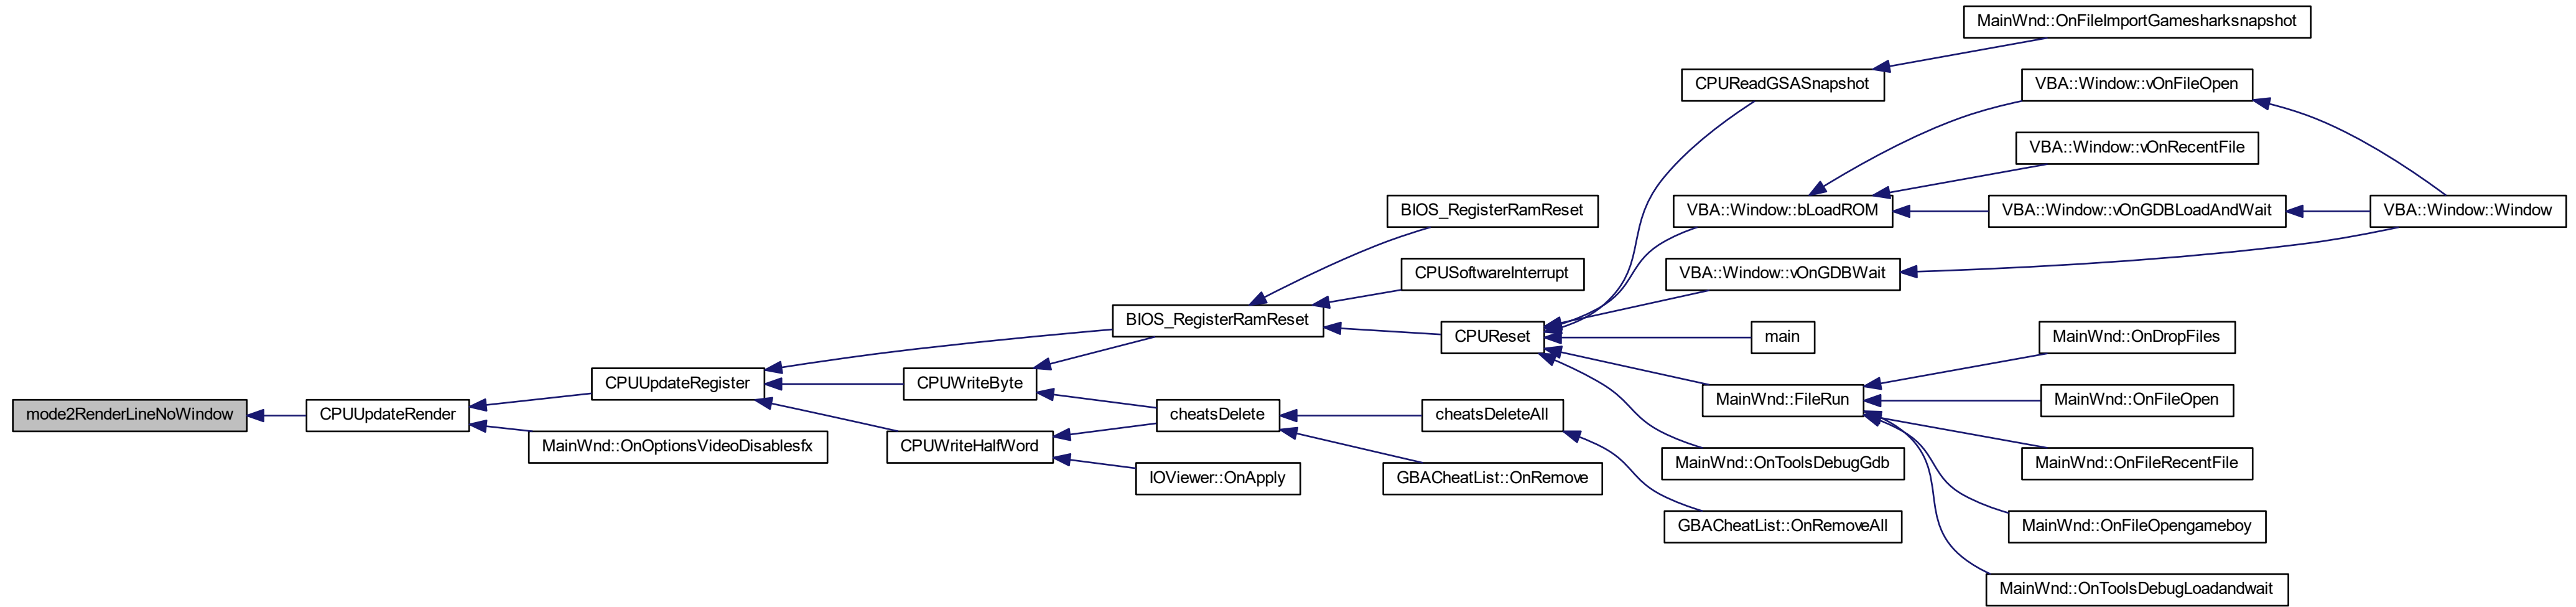 MainWnd::OnFileImportGamesharksnapshot
CPUReadGSASnapshot
VBA::Window::vOnFileOpen
VBA::Window::vOnRecentFile
BIOS_RegisterRamReset
VBA::Window::bLoadROM
VBA::Window::vOnGDBLoadAndWait
VBA::Window::Window
CPUSoftwareInterrupt
VBA::Window::vOnGDBWait
BIOS_RegisterRamReset
CPUReset
main
MainWnd::OnDropFiles
CPUUpdateRegister
CPUWriteByte
MainWnd::FileRun
MainWnd::OnFileOpen
mode2RenderLineNoWindow
CPUUpdateRender
cheatsDelete
cheatsDeleteAll
MainWnd::OnOptionsVideoDisablesfx
CPUWriteHalfWord
MainWnd::OnToolsDebugGdb
MainWnd::OnFileRecentFile
IOViewer::OnApply
GBACheatList::OnRemove
GBACheatList::OnRemoveAll
MainWnd::OnFileOpengameboy
MainWnd::OnToolsDebugLoadandwait